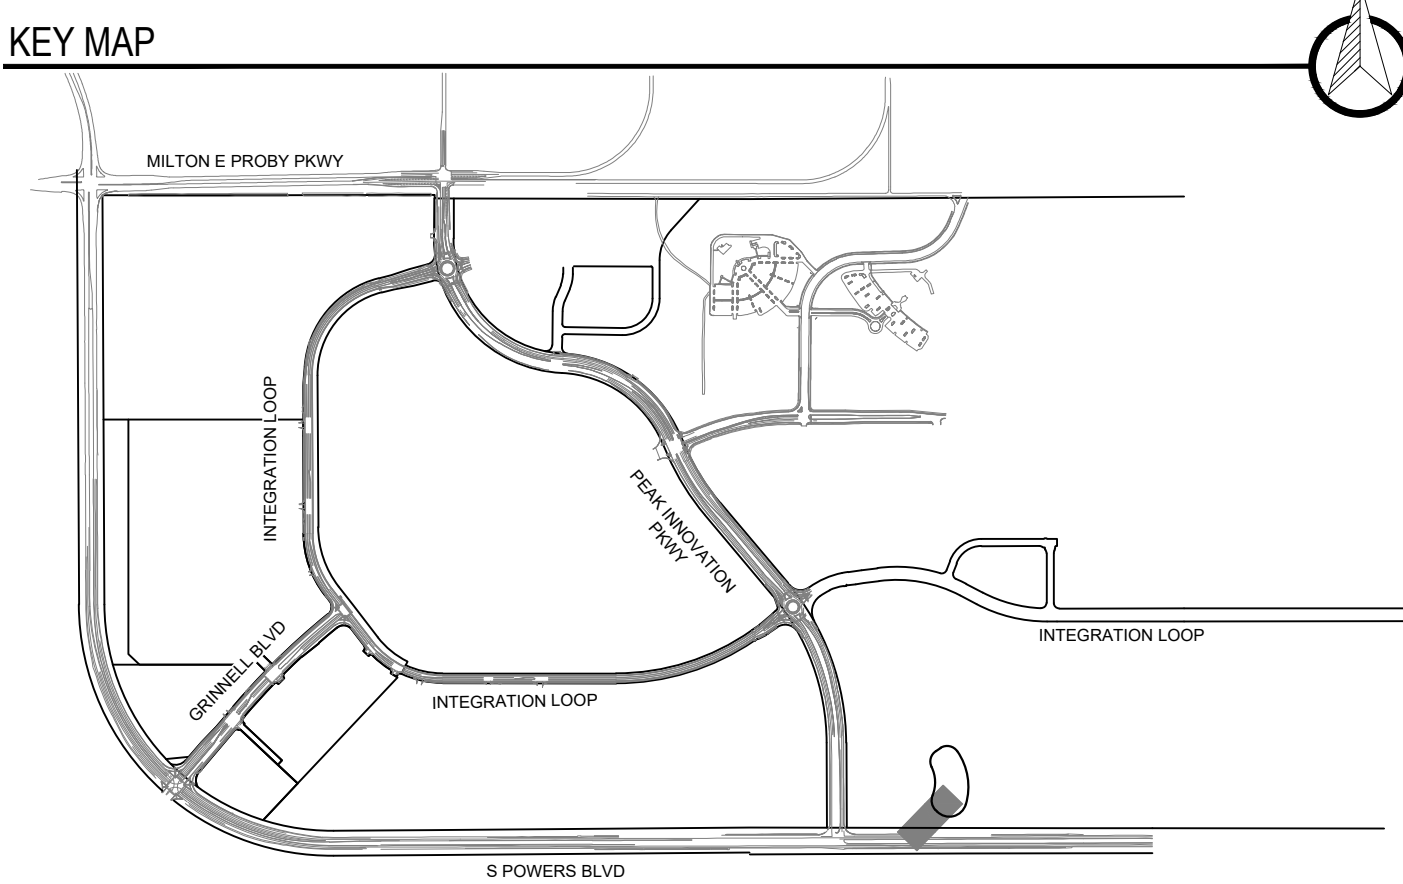 KEY MAP
MILTON E PROBY PKWY
INTEGRATION LOOP
PEAK INNOVATION
PKWY
GRINNELL BLVD
INTEGRATION LOOP
INTEGRATION LOOP
S POWERS BLVD